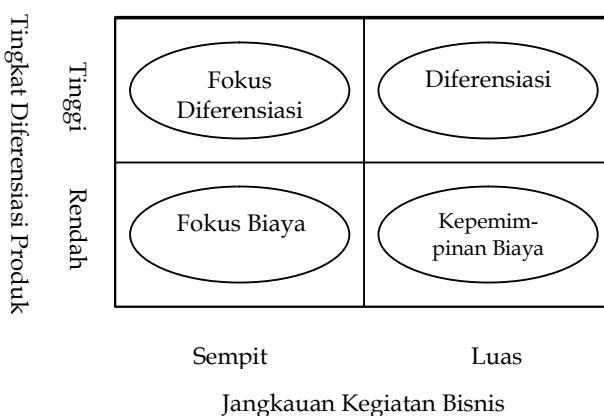 Tingkat Diferensiasi Produk
Tinggi
Fokus
Diferensiasi
Diferensiasi
Rendah
Fokus Biaya
Kepemim-
pinan Biaya
Sempit
Luas
Jangkauan Kegiatan Bisnis